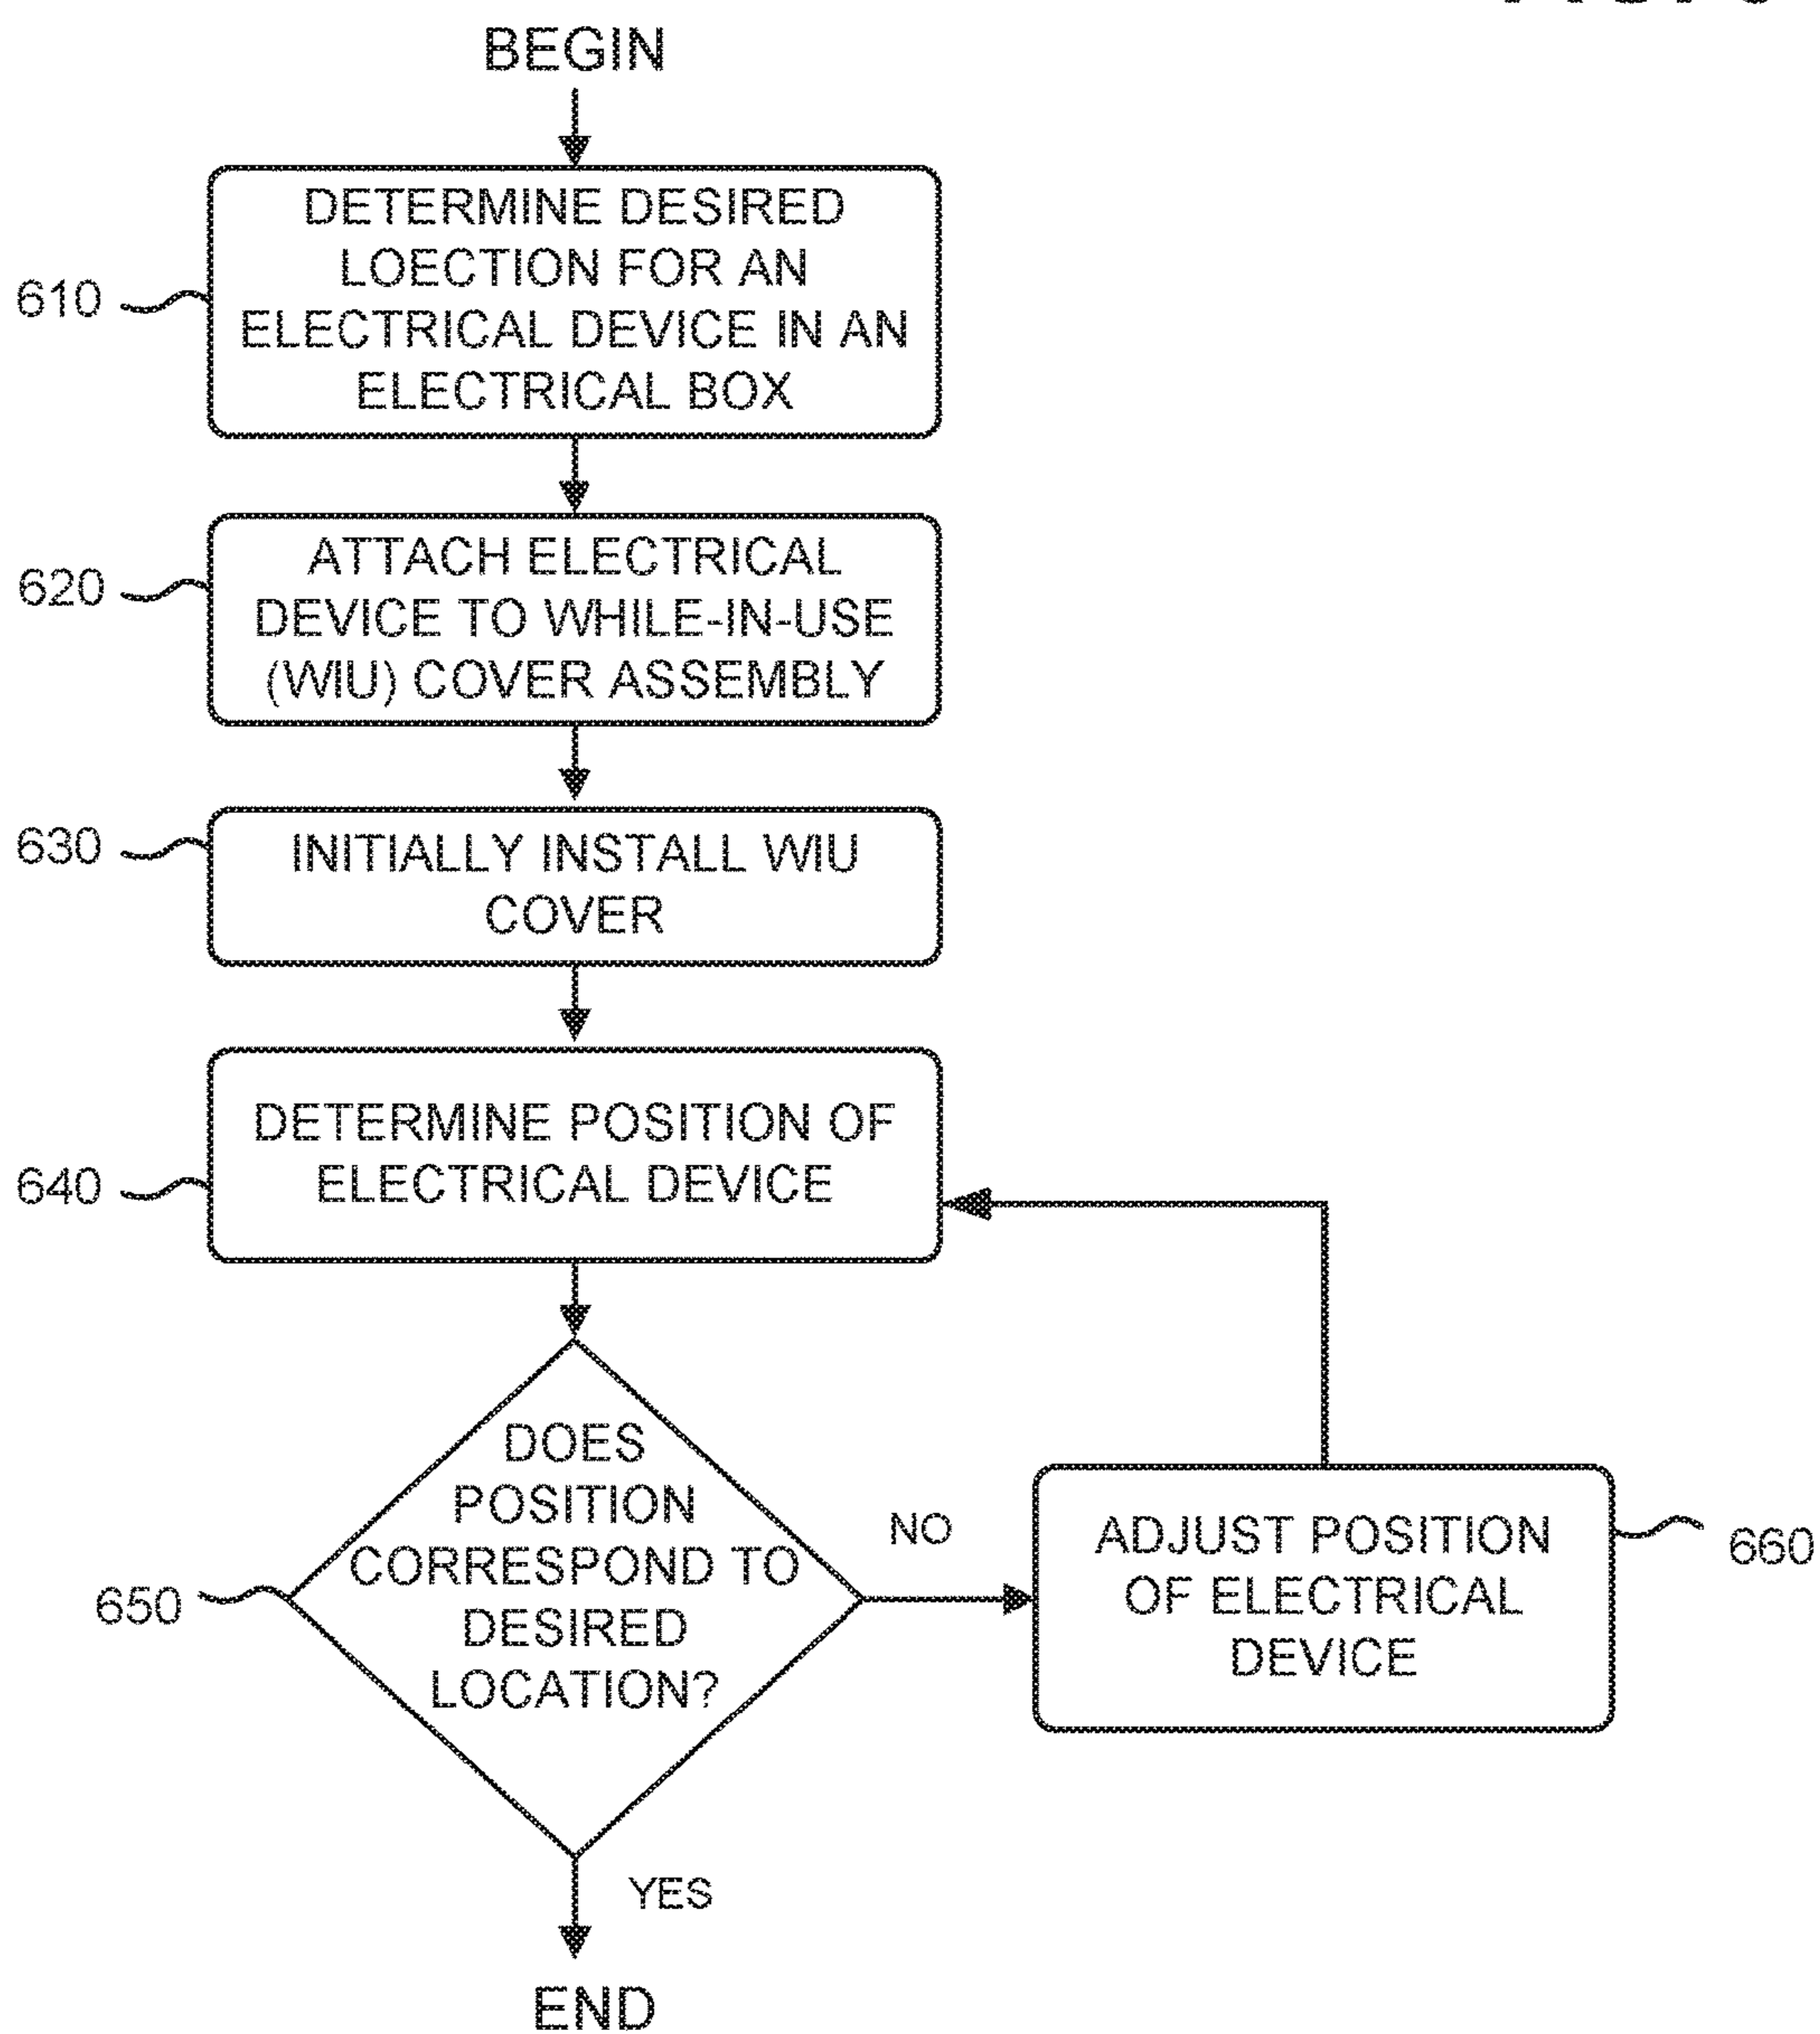 BEGIN
DETERMINE DESIRED
LOECTION FOR AN
ELECTRICAL DEVICE IN AN
ELECTRICAL BOX
610
ATTACH ELECTRICAL
DEVICE TO WHILE-IN-USE
(WIU) COVER ASSEMBLY
620
INITIALLY INSTALL WIU
COVER
630
DETERMINE POSITION OF
ELECTRICAL DEVICE
640
DOES
POSITION
CORRESPOND TO
DESIRED
LOCATION?
650
NO
ADJUST POSITION
OF ELECTRICAL
DEVICE
660
YES
END